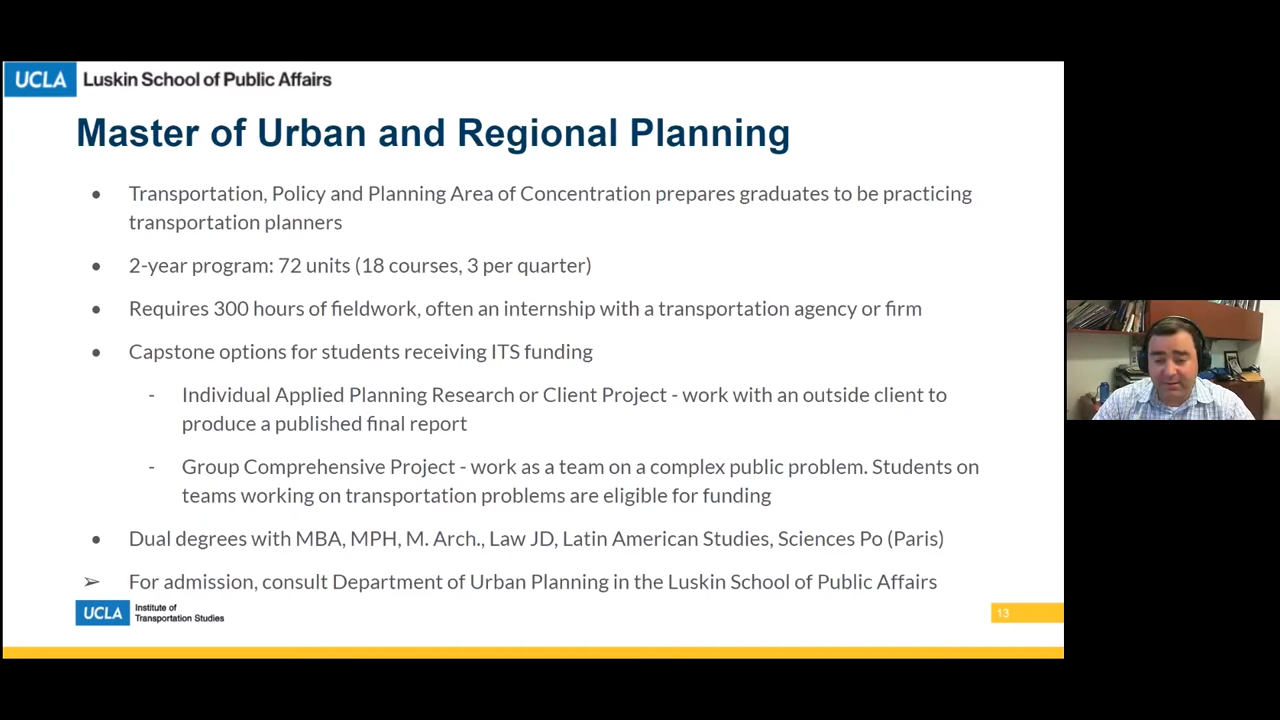 UCLA Luskin School of Public Affairs
Master of Urban and Regional Planning
● Transportation, Policy and Planning Area of Concentration prepares graduates to be practicing
transportation planners
● 2-year program: 72 units (18 courses, 3 per quarter)
● Requires 300 hours of fieldwork, often an internship with a transportation agency or firm
● Capstone options for students receiving ITS funding
- Individual Applied Planning Research or Client Project - work with an outside client to
produce a published final report
- Group Comprehensive Project - work as a team on a complex public problem. Students on
teams working on transportation problems are eligible for funding
● Dual degrees with MBA, MPH, M. Arch., Law JD, Latin American Studies, Sciences Po (Paris)
➢ For admission, consult Department of Urban Planning in the Luskin School of Public Affairs
UCLA Institute of
Transportation Studies
13